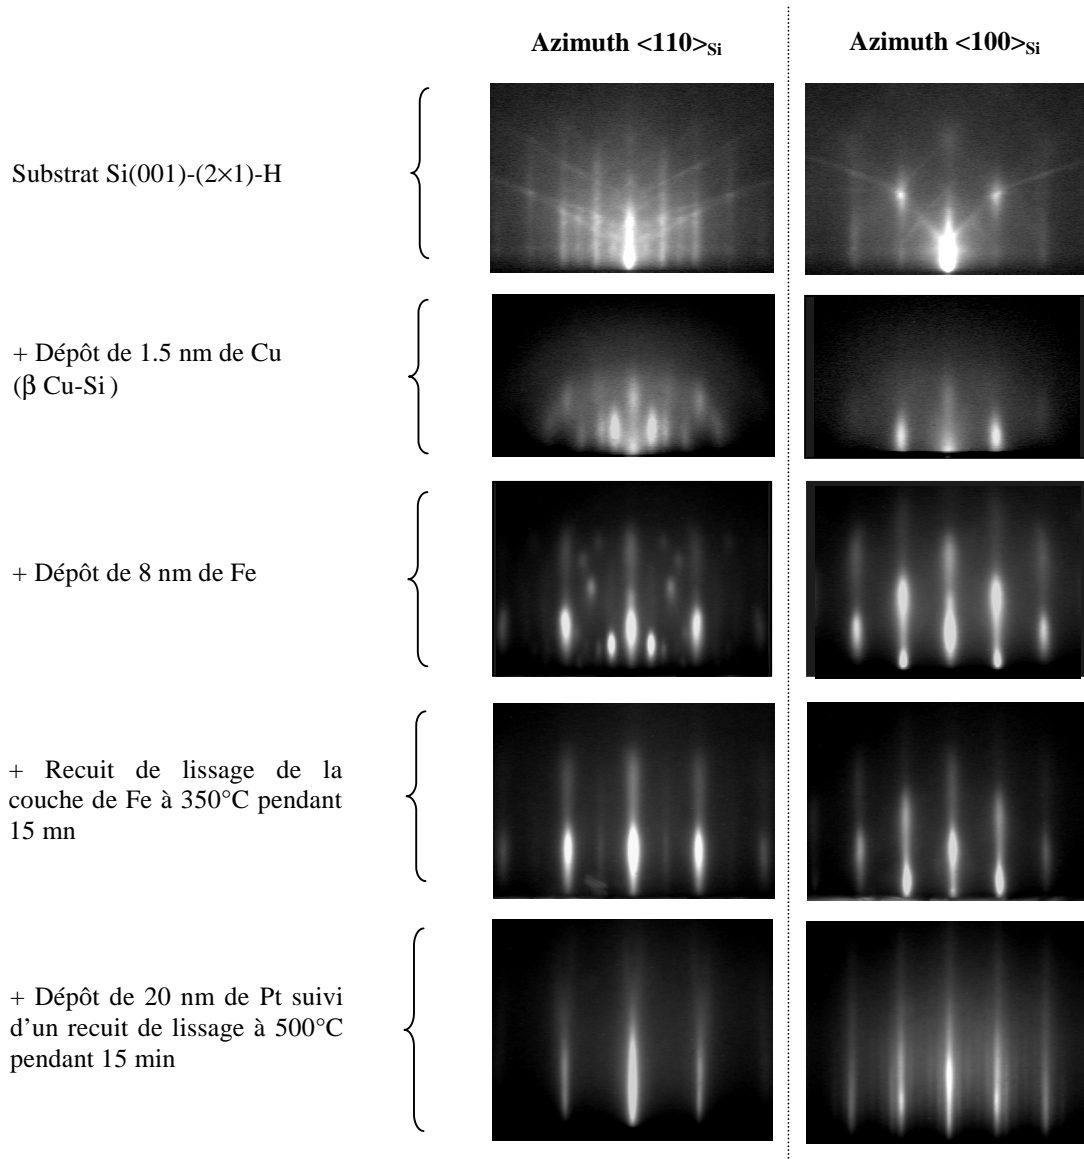 Azimuth <110>Si
Azimuth <100>Si
Substrat Si(001)-(2×1)-H
+ Dépôt de 1.5 nm de Cu
(β Cu-Si )
+ Dépôt de 8 nm de Fe
+ Recuit de lissage de la
couche de Fe à 350°C pendant
15 mn
+ Dépôt de 20 nm de Pt suivi
d'un recuit de lissage à 500°C
pendant 15 min